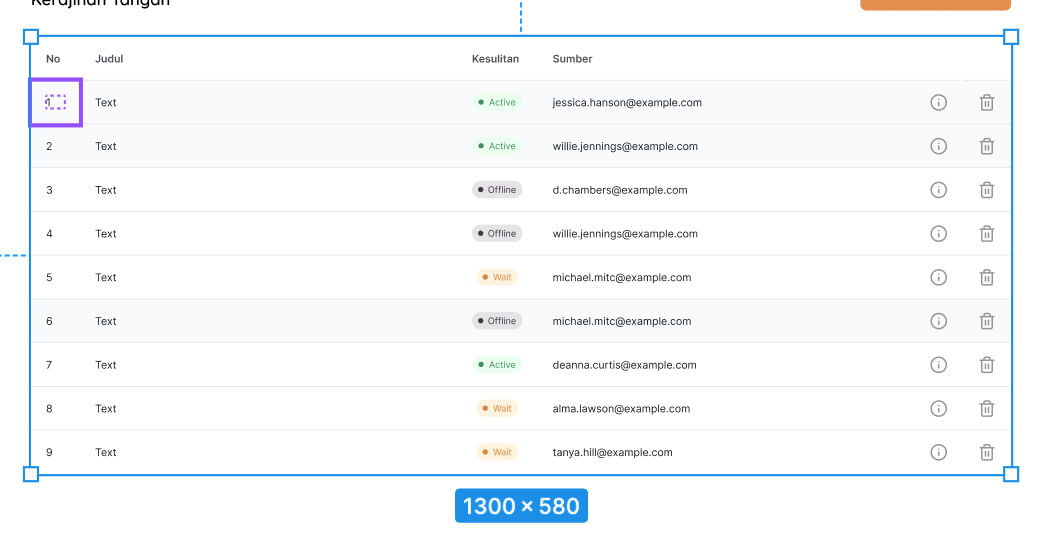 Kerajinan Tangan
No Judul Kesulitan Sumber
1 Text Active jessica.hanson@example.com
2 Text Active willie.jennings@example.com
3 Text Offline d.chambers@example.com
4 Text Offline willie.jennings@example.com
5 Text Wait michael.mitc@example.com
6 Text Offline michael.mitc@example.com
7 Text Active deanna.curtis@example.com
8 Text Wait alma.lawson@example.com
9 Text Wait tanya.hill@example.com
1300 × 580